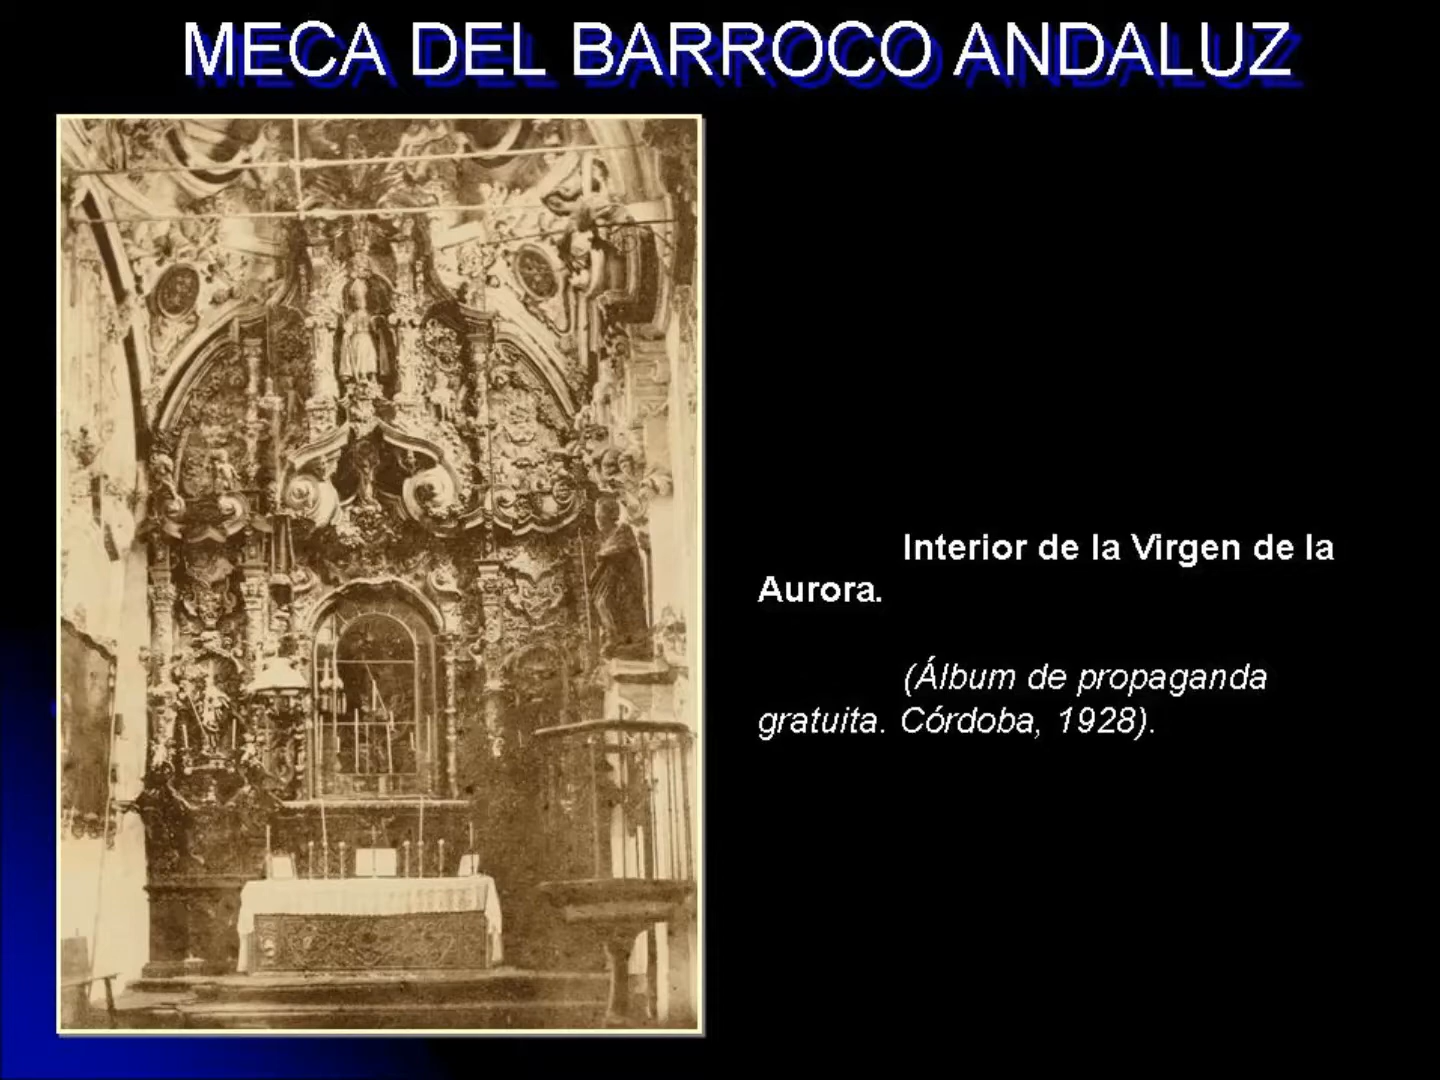 MECA DEL BARROCO ANDALUZ
Interior de la Virgen de la
Aurora.
(Álbum de propaganda
gratuita. Córdoba, 1928).